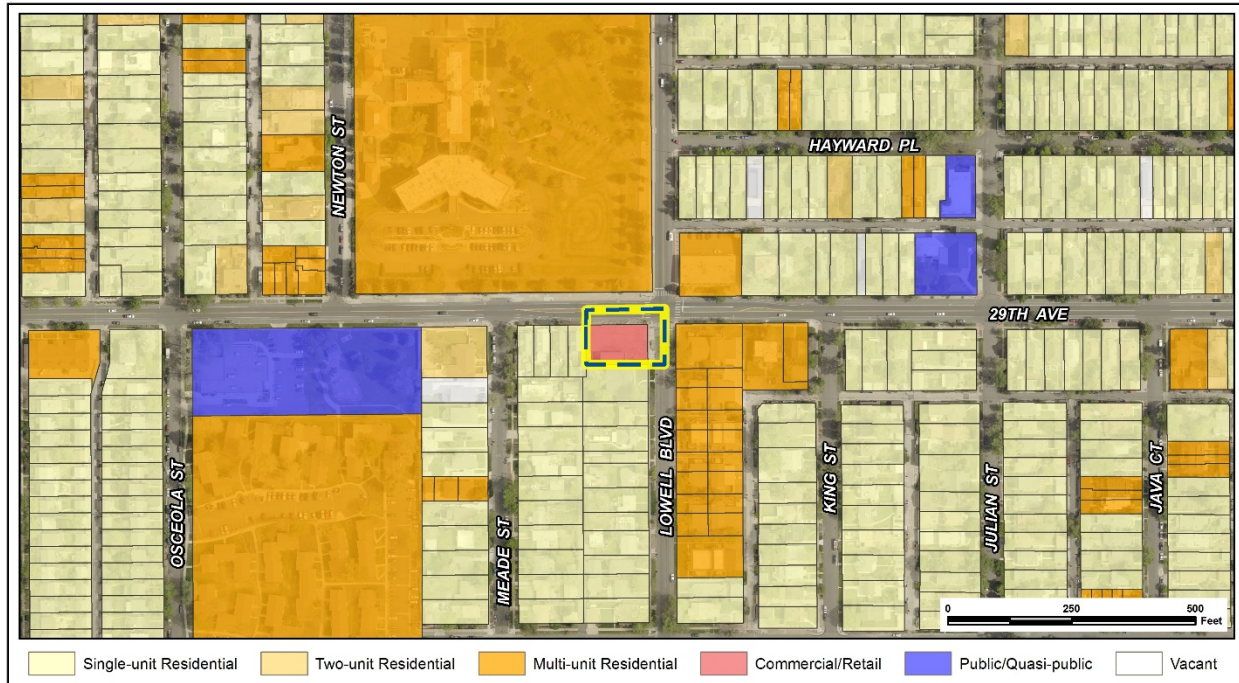 NEWTON ST
HAYWARD PL
29TH AVE
OSCEOLA ST
MEADE ST
LOWELL BLVD
KING ST
JULIAN ST
JAVA CT.
0 250 500
Feet
Single-unit Residential Two-unit Residential Multi-unit Residential Commercial/Retail Public/Quasi-public Vacant